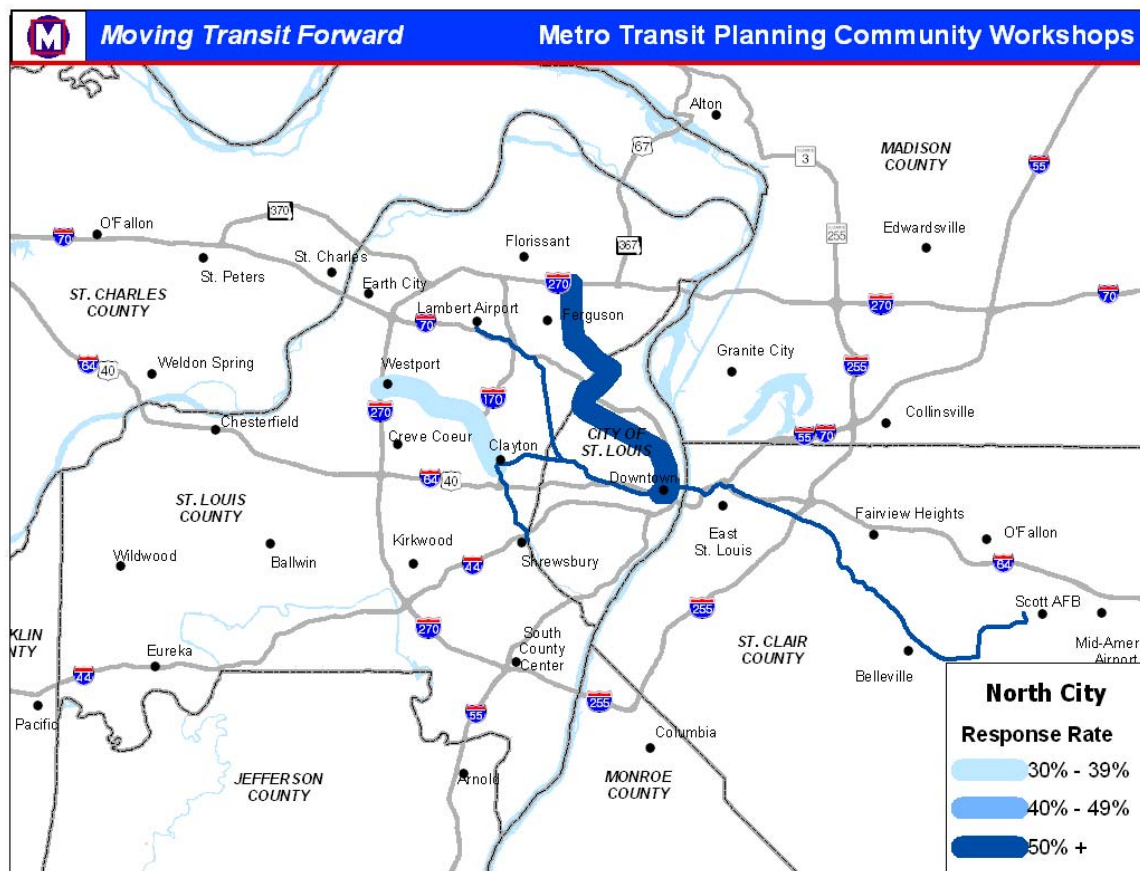 M
Moving Transit Forward
Metro Transit Planning Community Workshops
Alton
67
3
MADISON
COUNTY
55
O'Fallon
370
70
St. Peters
St. Charles
Earth City
Florissant
367
255
Edwardsville
ST. CHARLES
COUNTY
270
270
70
Lambert Airport
70
Ferguson
64
40
Weldon Spring
Westport
170
Granite City
255
270
Chesterfield
Creve Coeur
Clayton
CITY OF
ST. LOUIS
55
70
Collinsville
64
40
Downtown
ST. LOUIS
COUNTY
East
St. Louis
Fairview Heights
O'Fallon
Wildwood
Ballwin
Kirkwood
44
Shrewsbury
64
255
270
South
County
Center
ST. CLAIR
COUNTY
Scott AFB
Mid-Amer
Airport
KLIN
NTY
Eureka
44
Belleville
Pacific
55
255
Columbia
JEFFERSON
COUNTY
Arnold
MONROE
COUNTY
North City
Response Rate
30% - 39%
40% - 49%
50% +